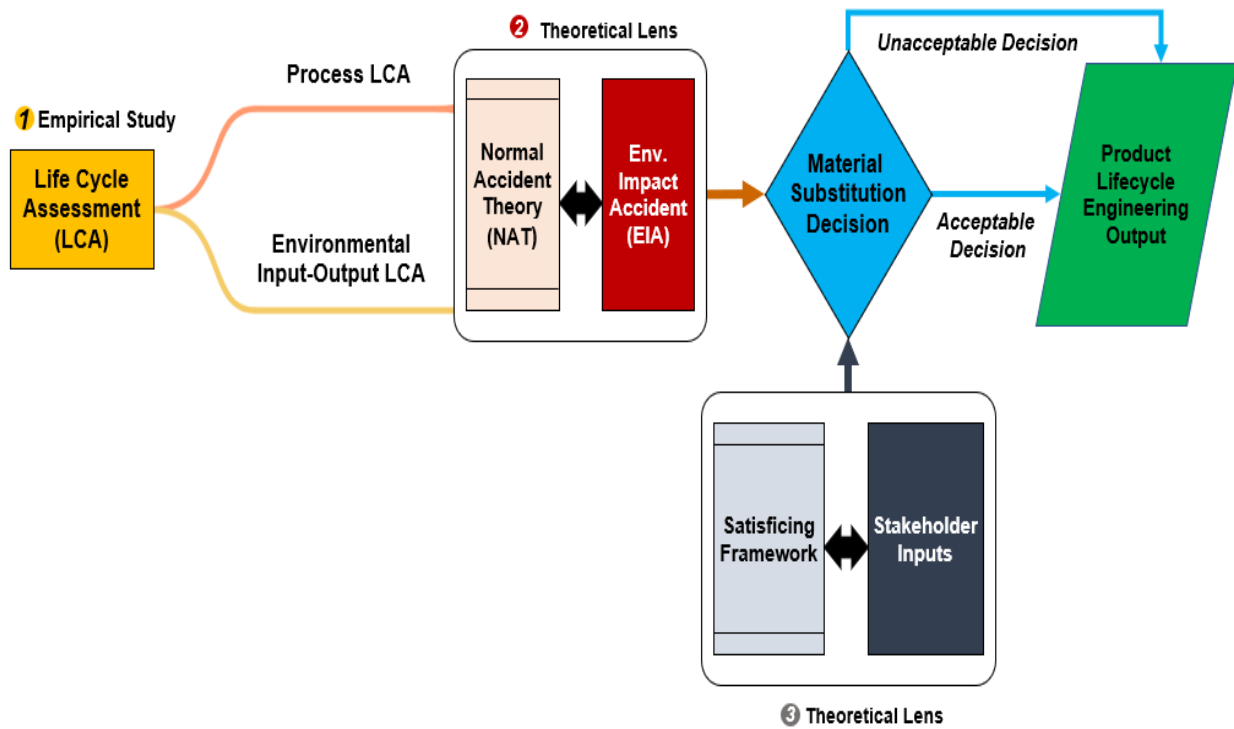 1 Empirical Study
Life Cycle
Assessment
(LCA)
Process LCA
Environmental
Input-Output LCA
2 Theoretical Lens
Normal
Accident
Theory
(NAT)
Env.
Impact
Accident
(EIA)
Material
Substitution
Decision
Unacceptable Decision
Acceptable
Decision
Product
Lifecycle
Engineering
Output
Satisficing
Framework
Stakeholder
Inputs
3 Theoretical Lens